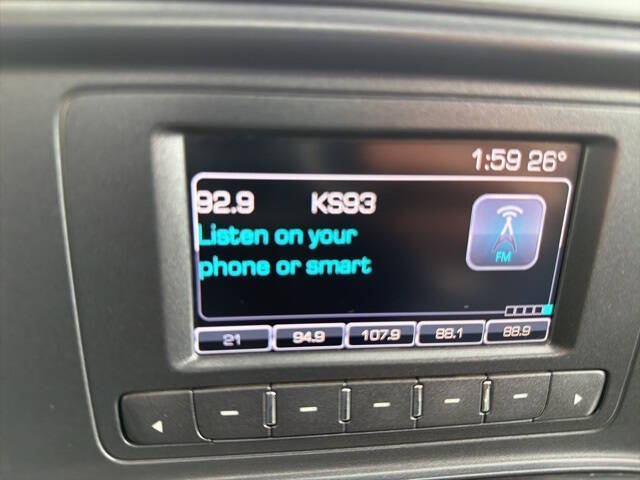 1:59 26°
92.9 KS93
Listen on your
phone or smart
FM
21 94.9 107.9 88.1 88.9